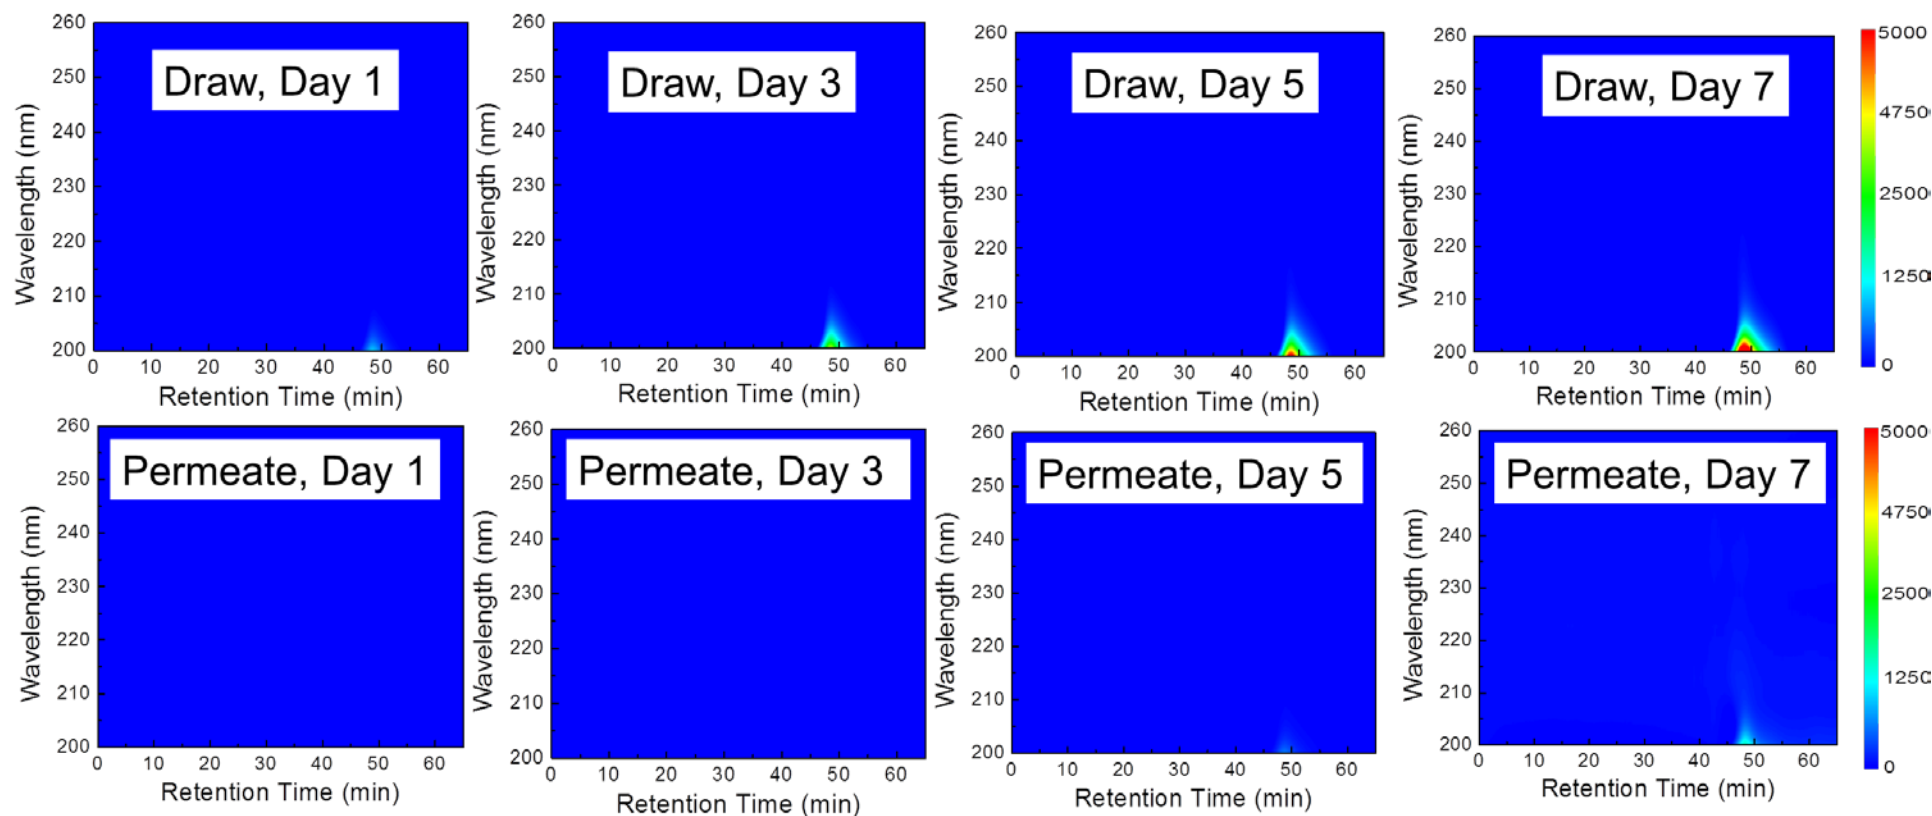 Draw, Day 1
Wavelength (nm)
260
250
240
230
220
210
200
0 10 20 30 40 50 60
Retention Time (min)
Draw, Day 3
Wavelength (nm)
260
250
240
230
220
210
200
0 10 20 30 40 50 60
Retention Time (min)
Draw, Day 5
Wavelength (nm)
260
250
240
230
220
210
200
0 10 20 30 40 50 60
Retention Time (min)
Draw, Day 7
Wavelength (nm)
260
250
240
230
220
210
200
0 10 20 30 40 50 60
Retention Time (min)
5000
4750
2500
1250
0
Permeate, Day 1
Wavelength (nm)
260
250
240
230
220
210
200
0 10 20 30 40 50 60
Retention Time (min)
Permeate, Day 3
Wavelength (nm)
260
250
240
230
220
210
200
0 10 20 30 40 50 60
Retention Time (min)
Permeate, Day 5
Wavelength (nm)
260
250
240
230
220
210
200
0 10 20 30 40 50 60
Retention Time (min)
Permeate, Day 7
Wavelength (nm)
260
250
240
230
220
210
200
0 10 20 30 40 50 60
Retention Time (min)
5000
4750
2500
1250
0